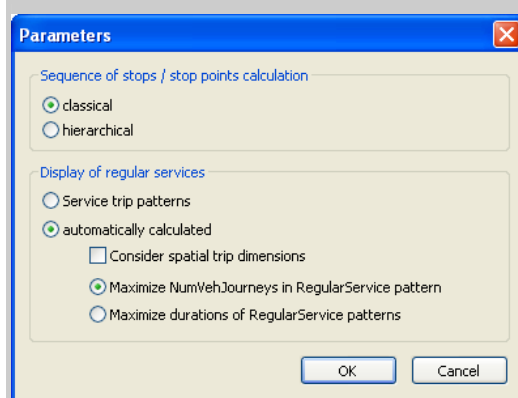 Parameters
Sequence of stops / stop points calculation
classical
hierarchical
Display of regular services
Service trip patterns
automatically calculated
Consider spatial trip dimensions
Maximize NumVehJourneys in RegularService pattern
Maximize durations of RegularService patterns
OK Cancel